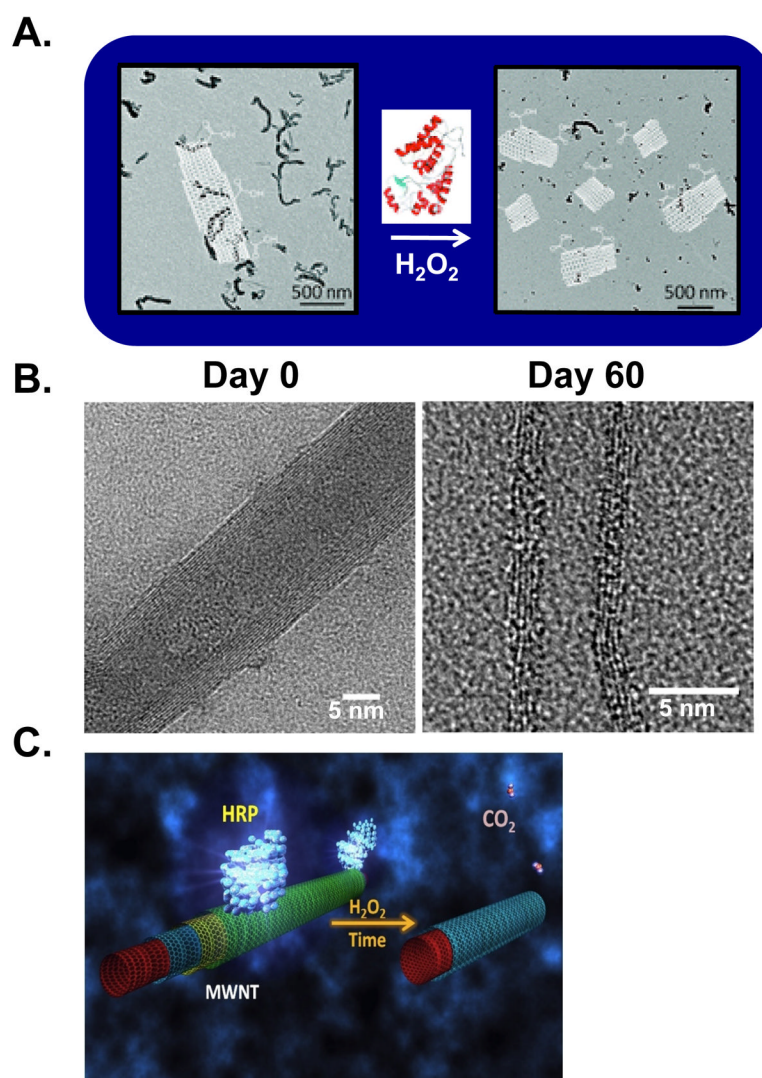 A.
500 nm
H₂O₂
500 nm
B.
Day 0
Day 60
5 nm
5 nm
C.
HRP
CO₂
H₂O₂
Time
MWNT